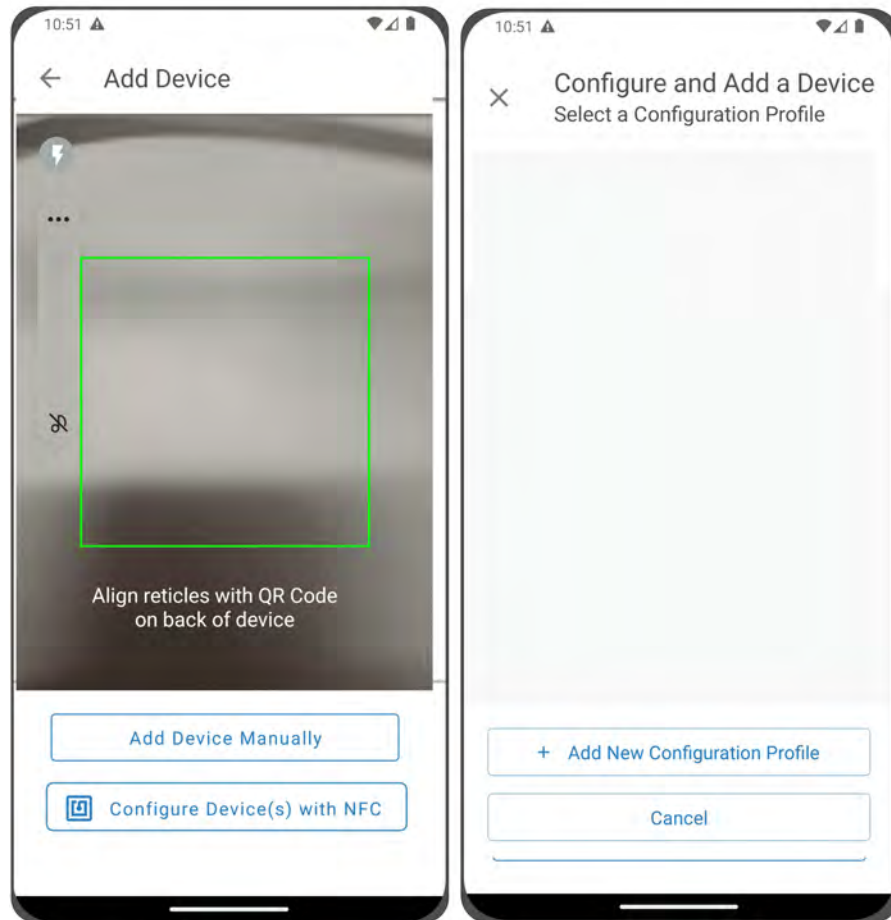 10:51
Add Device
•••
Align reticles with QR Code
on back of device
Add Device Manually
Configure Device(s) with NFC
10:51
Configure and Add a Device
Select a Configuration Profile
+ Add New Configuration Profile
Cancel